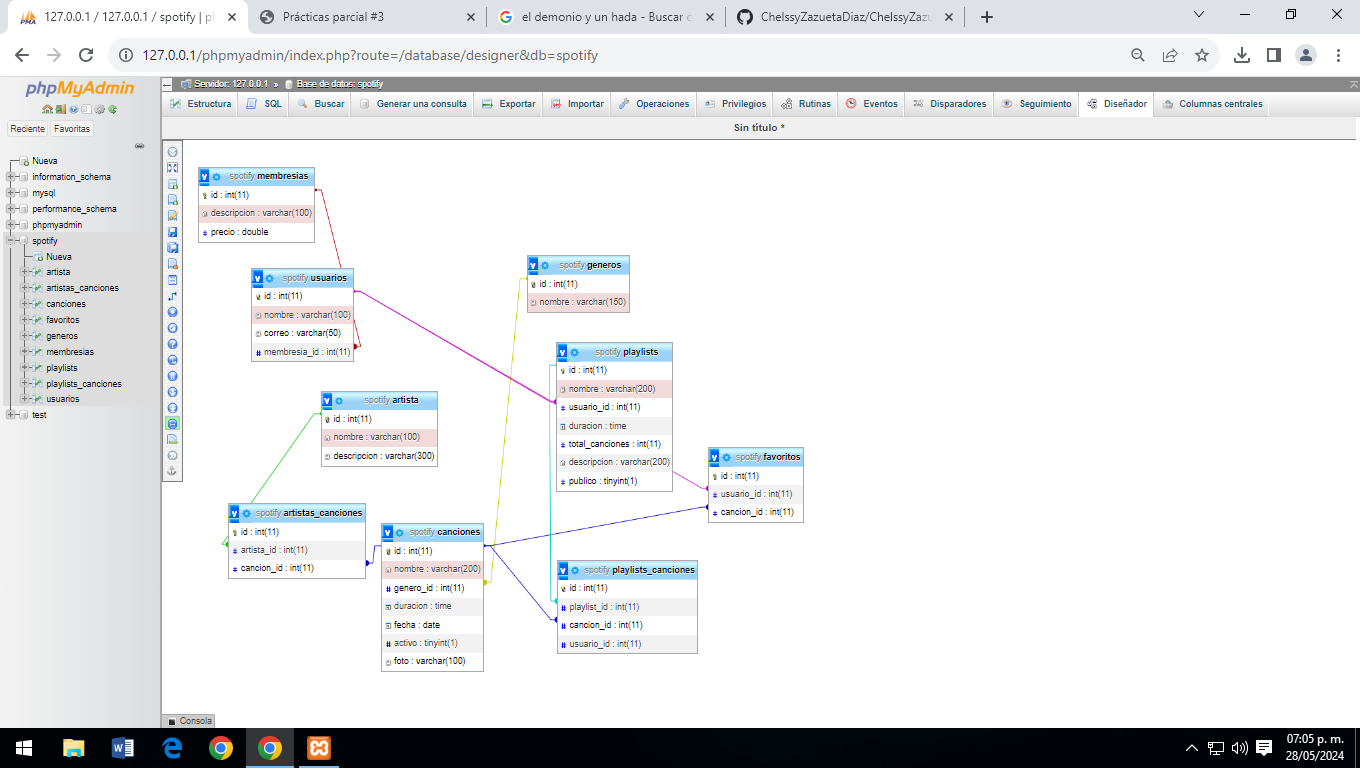 127.0.0.1 / 127.0.0.1 / spotify | pl
Prácticas parcial #3
el demonio y un hada - Buscar c
ChelssyZazuetaDiaz/ChelssyZazu
127.0.0.1/phpmyadmin/index.php?route=/database/designer&db=spotify
phpMyAdmin
Reciente
Favoritas
Nueva
information_schema
mysql
performance_schema
phpmyadmin
spotify
Nueva
artista
artistas_canciones
canciones
favoritos
generos
membresias
playlists
playlists_canciones
usuarios
test
Servidor: 127.0.0.1 » Base de datos: spotify
Estructura
SQL
Buscar
Generar una consulta
Exportar
Importar
Operaciones
Privilegios
Rutinas
Eventos
Disparadores
Seguimiento
Diseñador
Columnas centrales
Sin título *
spotify membresias
id : int(11)
descripcion : varchar(100)
precio : double
spotify usuarios
id : int(11)
nombre : varchar(100)
correo : varchar(50)
membresia_id : int(11)
spotify generos
id : int(11)
nombre : varchar(150)
spotify playlists
id : int(11)
nombre : varchar(200)
usuario_id : int(11)
duracion : time
total_canciones : int(11)
descripcion : varchar(200)
publico : tinyint(1)
spotify artista
id : int(11)
nombre : varchar(100)
descripcion : varchar(300)
spotify favoritos
id : int(11)
usuario_id : int(11)
cancion_id : int(11)
spotify artistas_canciones
id : int(11)
artista_id : int(11)
cancion_id : int(11)
spotify canciones
id : int(11)
nombre : varchar(200)
genero_id : int(11)
duracion : time
fecha : date
activo : tinyint(1)
foto : varchar(100)
spotify playlists_canciones
id : int(11)
playlist_id : int(11)
cancion_id : int(11)
usuario_id : int(11)
Consola
07:05 p. m.
28/05/2024